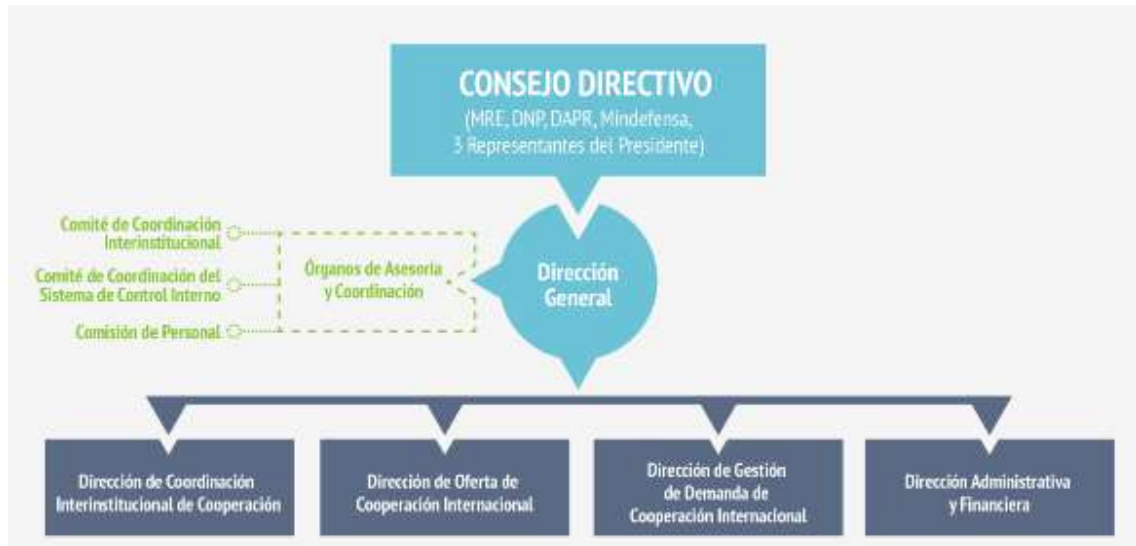 CONSEJO DIRECTIVO
(MRE, DNP, DAPR, Mindefensa,
3 Representantes del Presidente)
Comité de Coordinación
Interinstitucional
Comité de Coordinación del
Sistema de Control Interno
Comisión de Personal
Órganos de Asesoría
y Coordinación
Dirección
General
Dirección de Coordinación
Interinstitucional de Cooperación
Dirección de Oferta de
Cooperación Internacional
Dirección de Gestión
de Demanda de
Cooperación Internacional
Dirección Administrativa
y Financiera